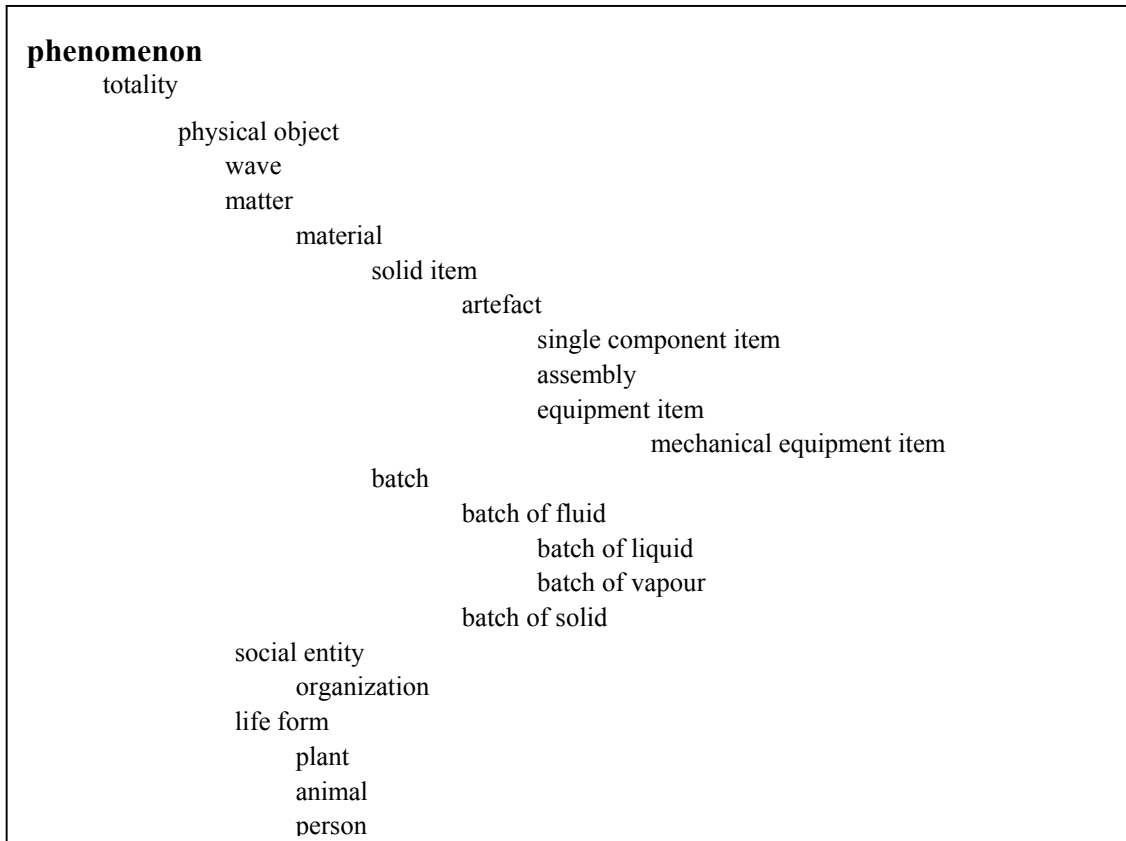 phenomenon
totality
physical object
wave
matter
material
solid item
artefact
single component item
assembly
equipment item
mechanical equipment item
batch
batch of fluid
batch of liquid
batch of vapour
batch of solid
social entity
organization
life form
plant
animal
person